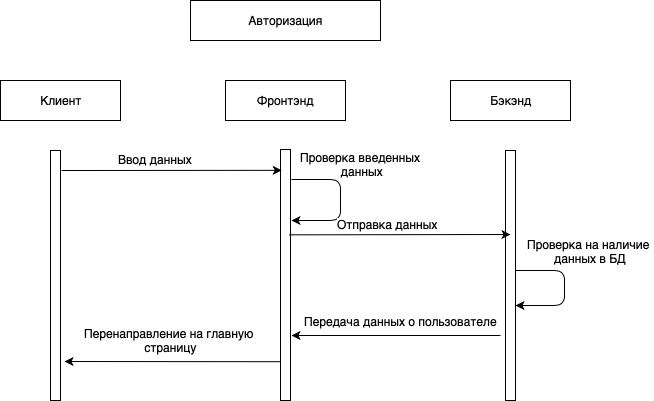 Авторизация
Клиент
Фронтэнд
Бэкэнд
Ввод данных
Проверка введенных
данных
Отправка данных
Проверка на наличие
данных в БД
Передача данных о пользователе
Перенаправление на главную
страницу